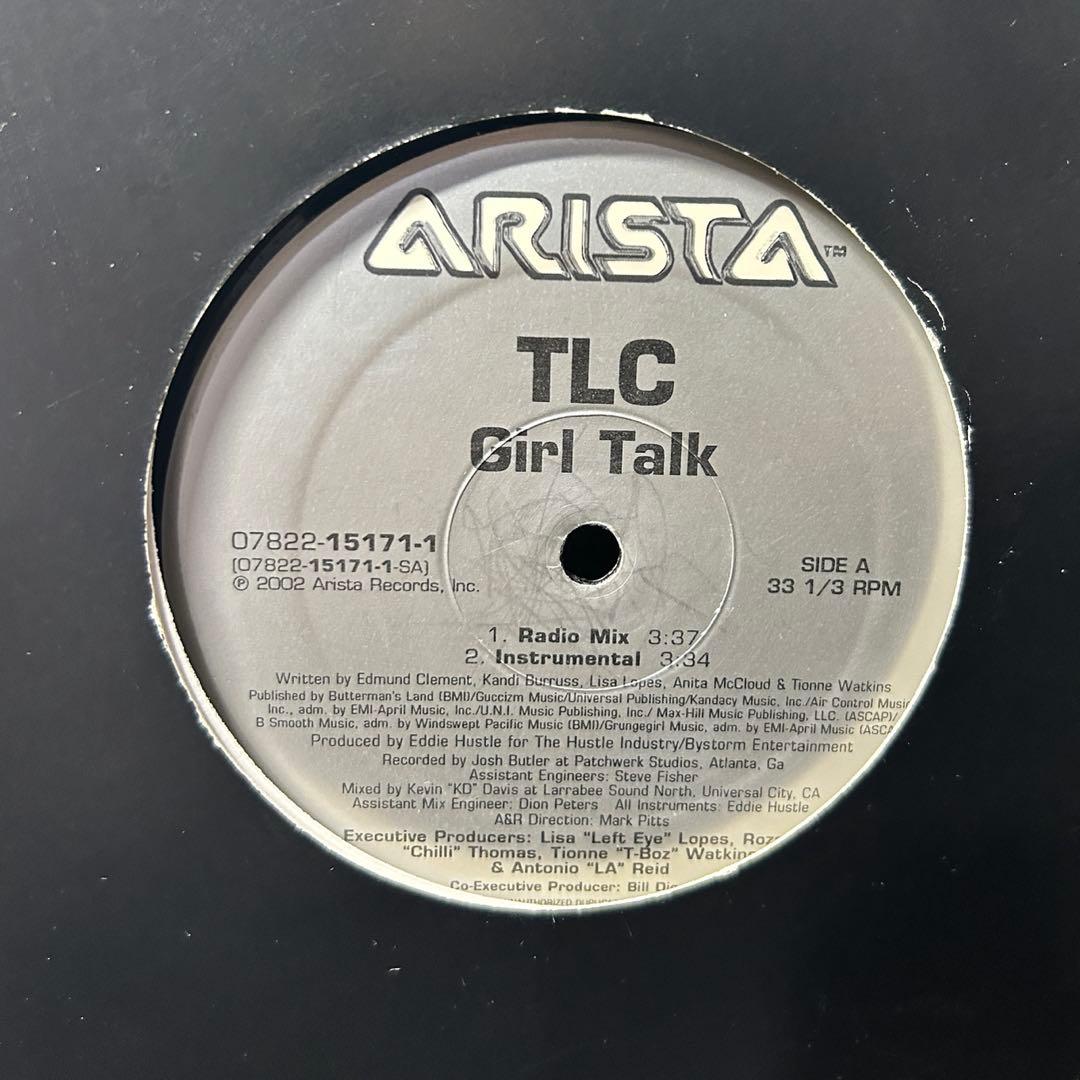 ARISTA™
TLC
Girl Talk
07822-15171-1
(07822-15171-1-SA)
℗ 2002 Arista Records, Inc.
SIDE A
33 1/3 RPM
1. Radio Mix 3:37
2. Instrumental 3:34
Written by Edmund Clement, Kandi Burruss, Lisa Lopes, Anita McCloud & Tionne Watkins
Published by Butterman's Land (BMI)/Guccizm Music/Universal Publishing/Kandacy Music, Inc./Air Control Music
Inc., adm. by EMI-April Music, Inc./U.N.I. Music Publishing, Inc./ Max-Hill Music Publishing, LLC. (ASCAP)/
B Smooth Music, adm. by Windswept Pacific Music (BMI)/Grungegirl Music, adm. by EMI-April Music (ASCA
Produced by Eddie Hustle for The Hustle Industry/Bystorm Entertainment
Recorded by Josh Butler at Patchwerk Studios, Atlanta, Ga
Assistant Engineers: Steve Fisher
Mixed by Kevin "KD" Davis at Larrabee Sound North, Universal City, CA
Assistant Mix Engineer: Dion Peters All Instruments: Eddie Hustle
A&R Direction: Mark Pitts
Executive Producers: Lisa "Left Eye" Lopes, Roz
"Chilli" Thomas, Tionne "T-Boz" Watkins
& Antonio "LA" Reid
Co-Executive Producer: Bill